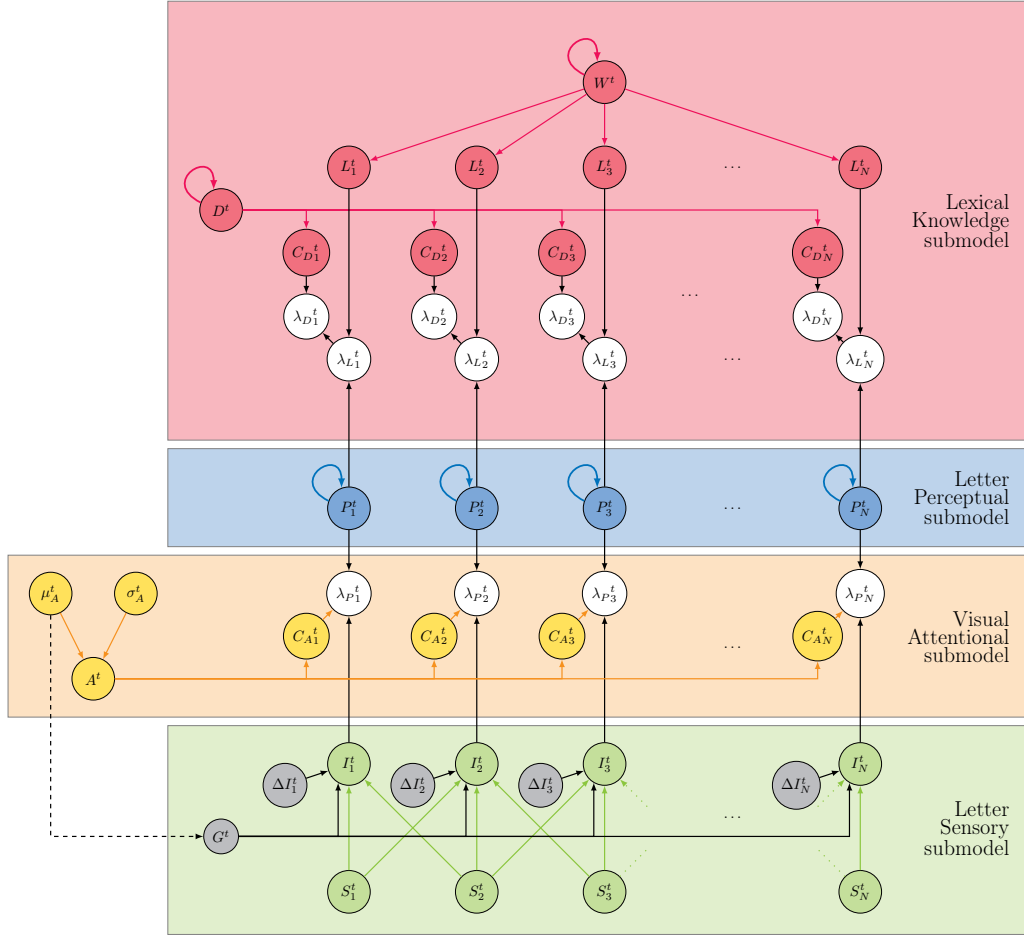 W^t
L_1^t L_2^t L_3^t ... L_N^t
D^t
Lexical
Knowledge
submodel
C_{D1}^t C_{D2}^t C_{D3}^t C_{DN}^t
...
λ_{D1}^t λ_{D2}^t λ_{D3}^t λ_{DN}^t
λ_{L1}^t λ_{L2}^t λ_{L3}^t ... λ_{LN}^t
Letter
Perceptual
submodel
P_1^t P_2^t P_3^t ... P_N^t
μ_A^t σ_A^t λ_{P1}^t λ_{P2}^t λ_{P3}^t λ_{PN}^t
C_{A1}^t C_{A2}^t C_{A3}^t ... C_{AN}^t
Visual
Attentional
submodel
A^t
I_1^t I_2^t I_3^t I_N^t
ΔI_1^t ΔI_2^t ΔI_3^t ΔI_N^t
...
G^t
Letter
Sensory
submodel
S_1^t S_2^t S_3^t S_N^t